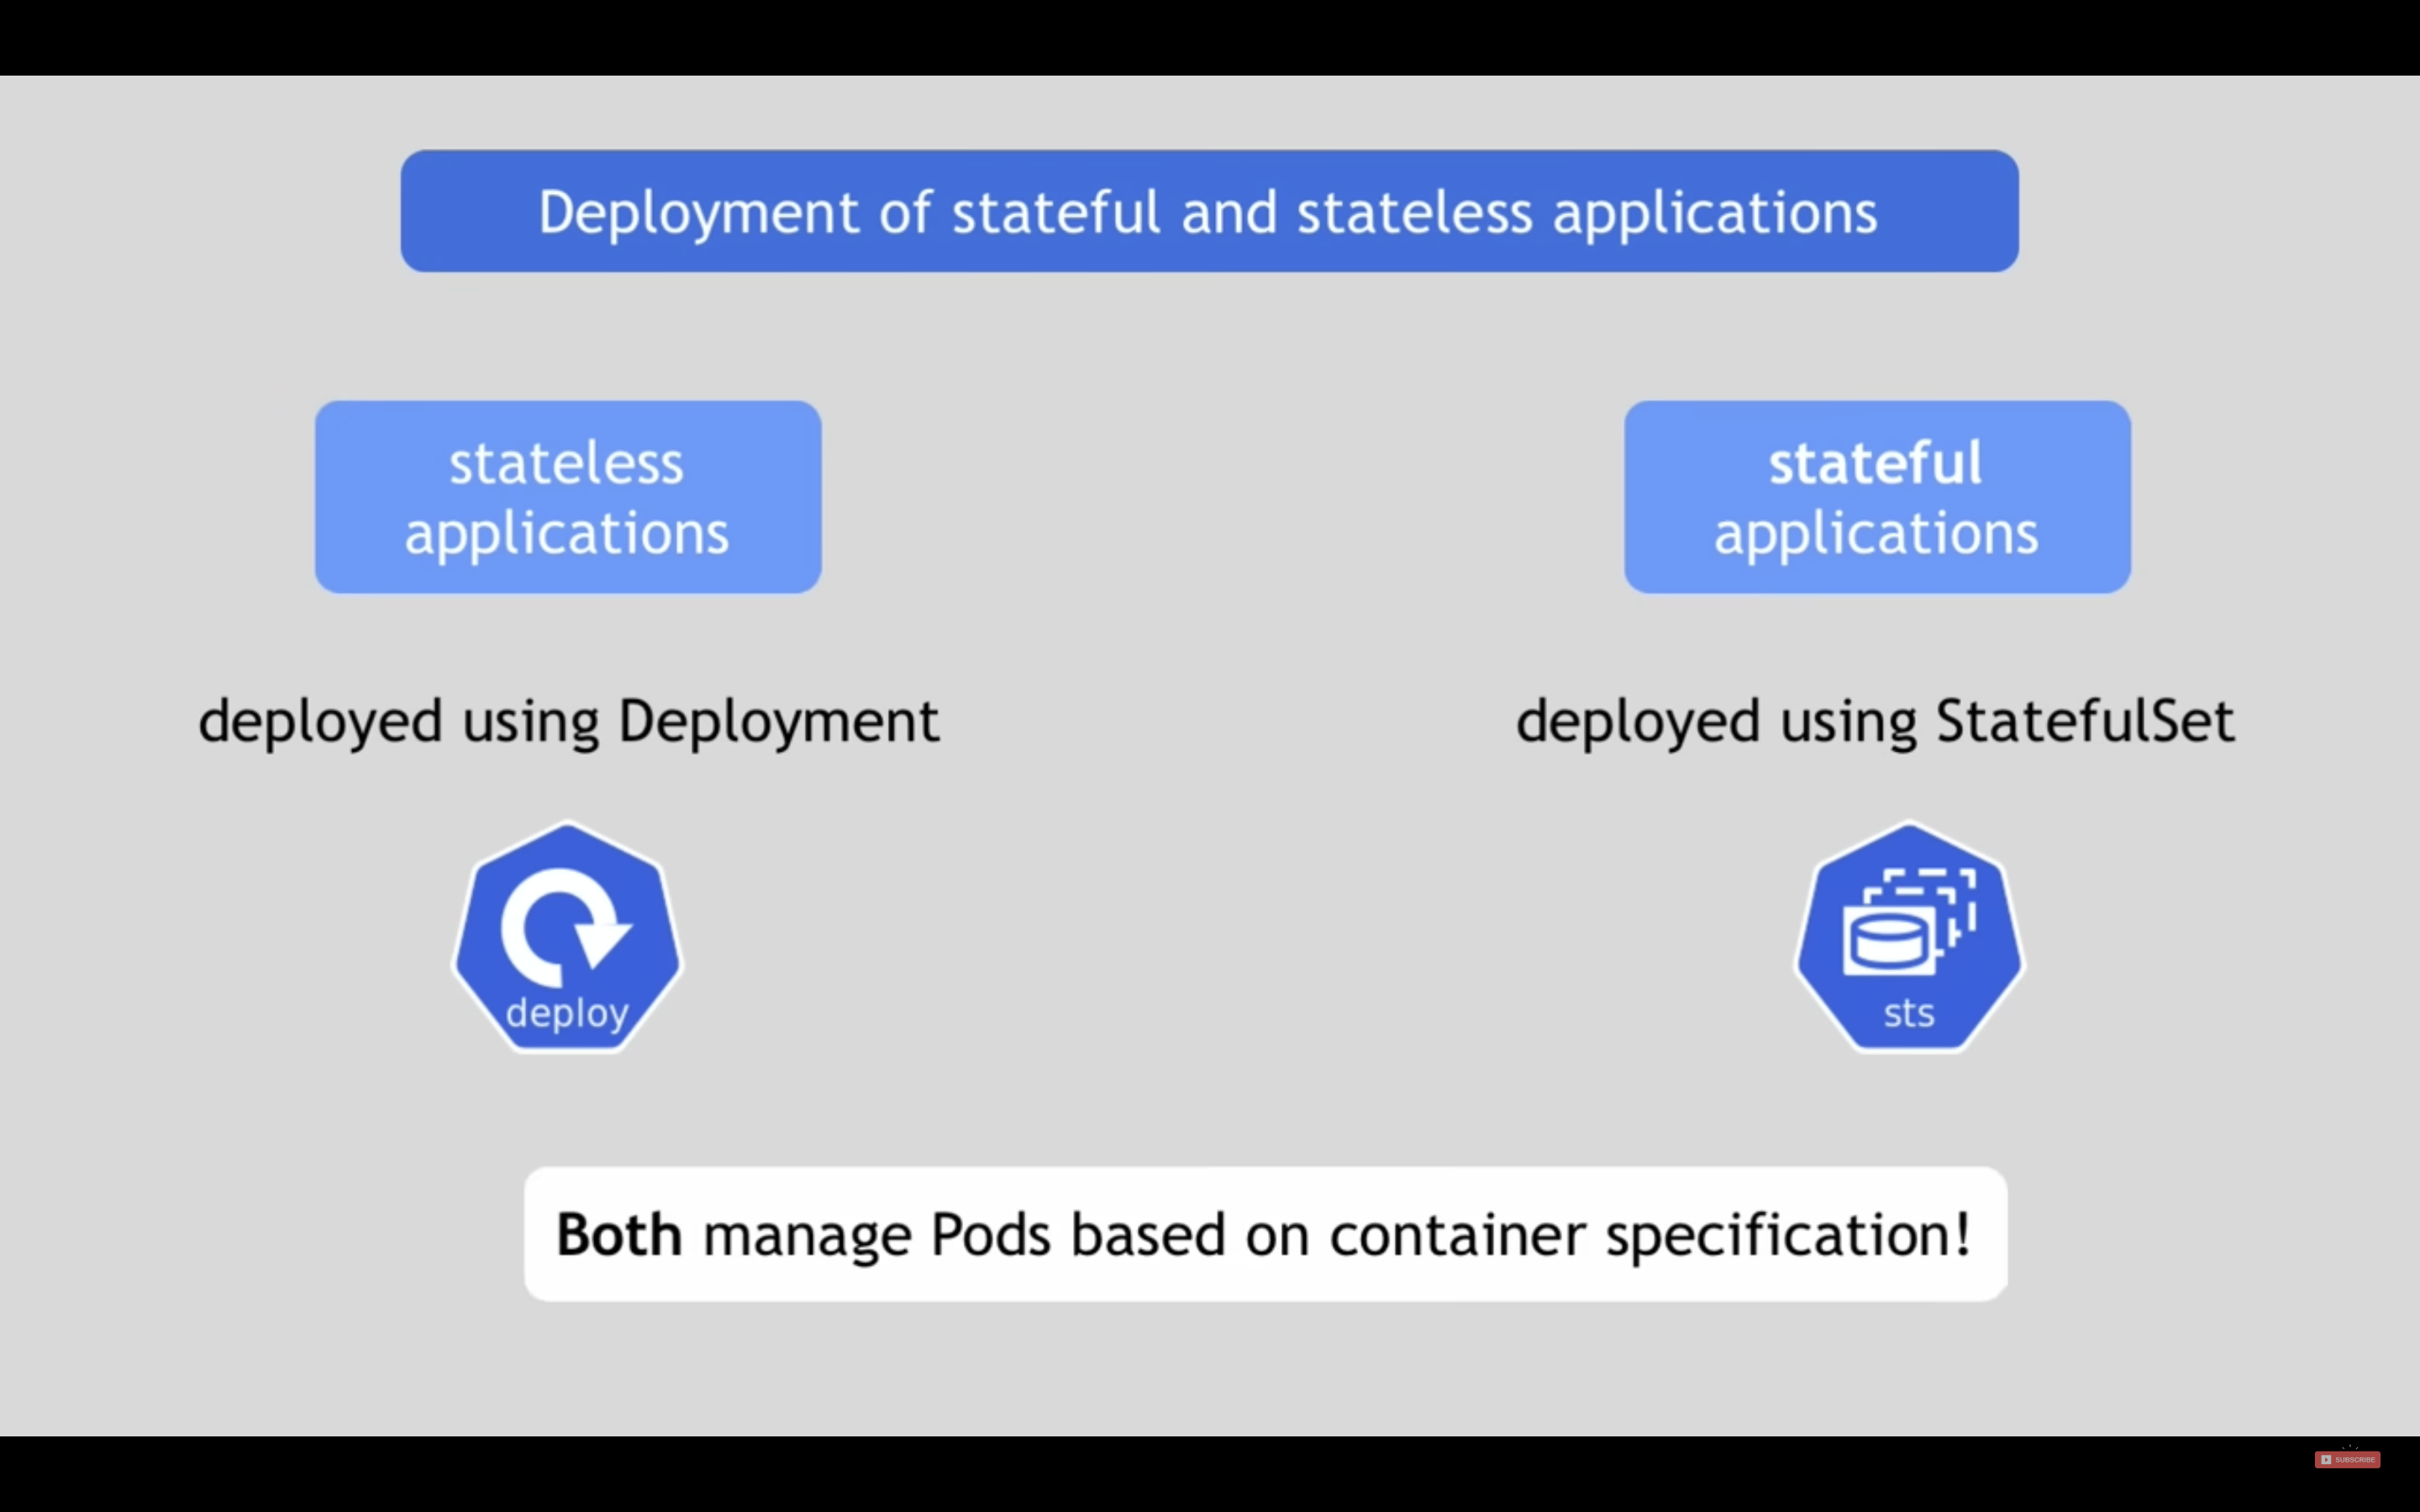 Deployment of stateful and stateless applications
stateless
applications
stateful
applications
deployed using Deployment
deployed using StatefulSet
deploy
sts
Both manage Pods based on container specification!
SUBSCRIBE